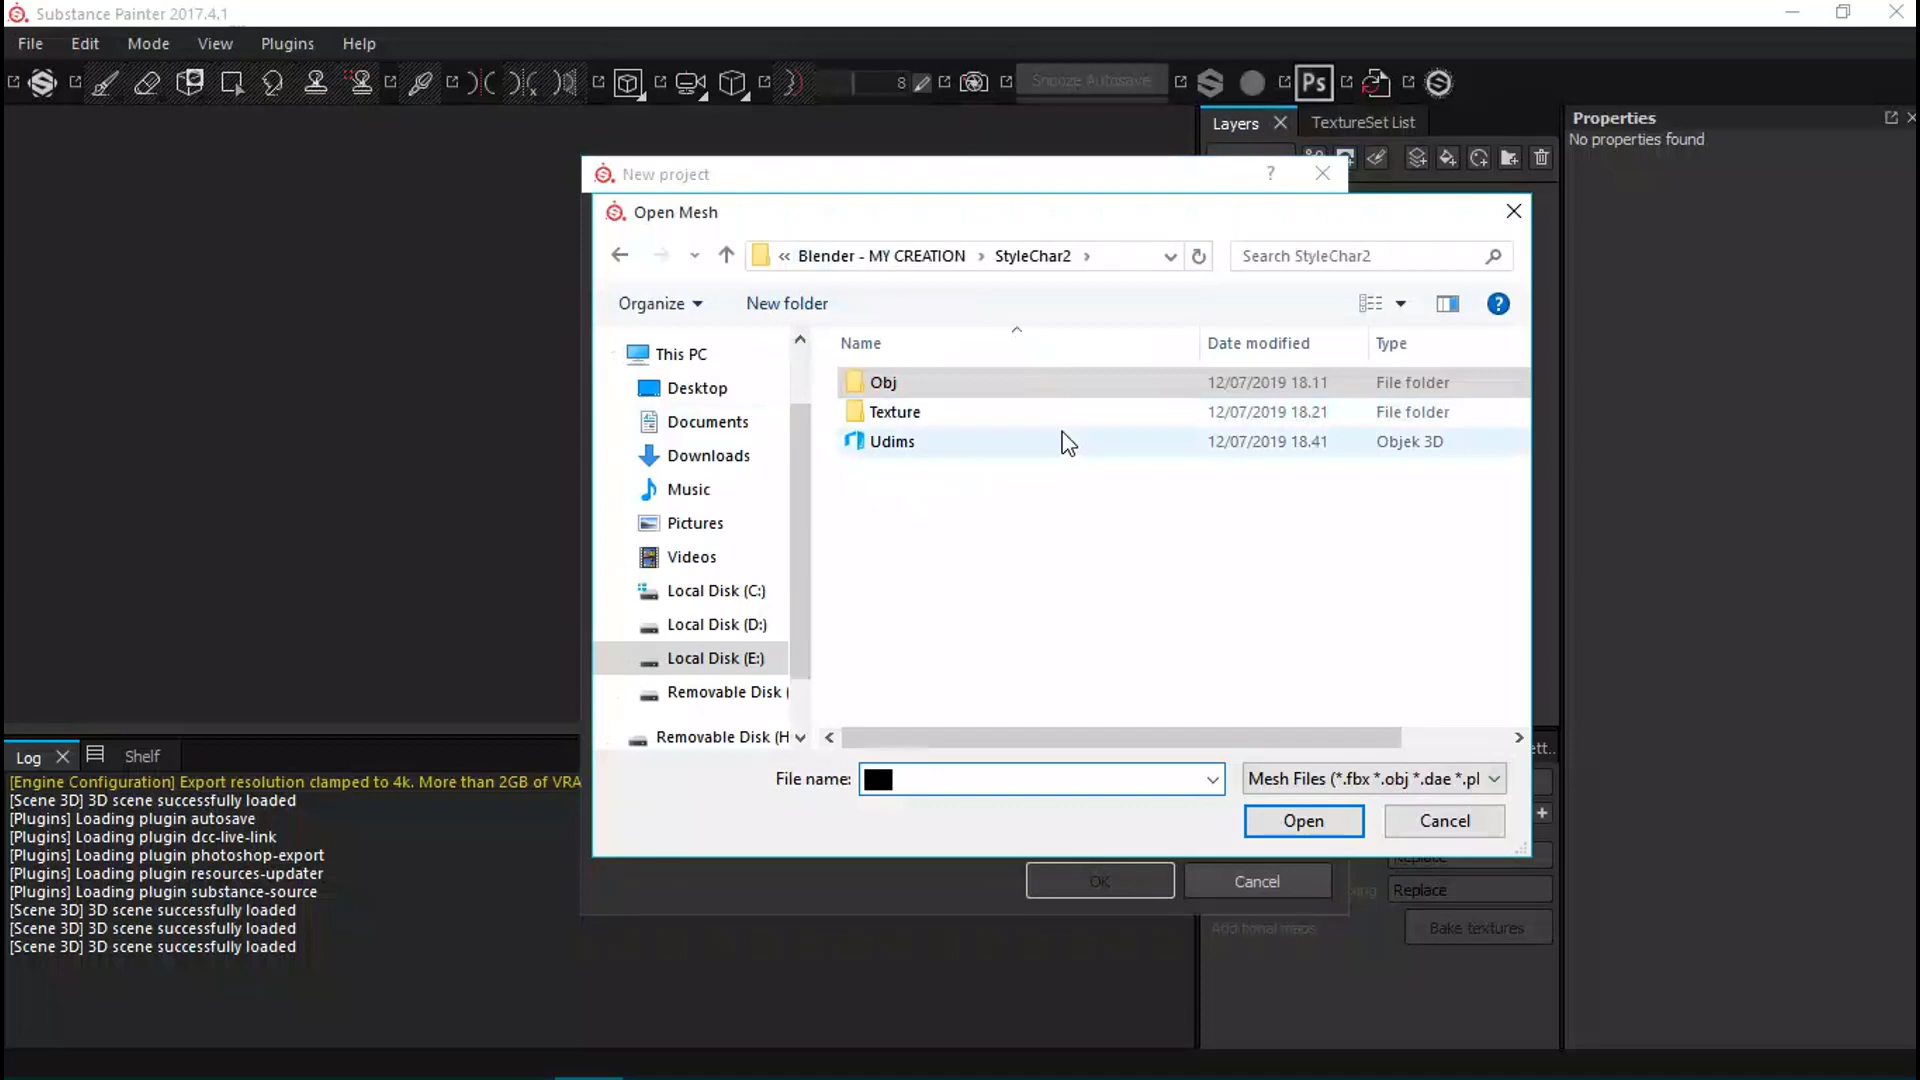 Substance Painter 2017.4.1
File Edit Mode View Plugins Help
8 Snooze Autosave Ps
Layers TextureSet List
Properties
No properties found
New project ?
Open Mesh
« Blender - MY CREATION › StyleChar2 › Search StyleChar2
Organize New folder ?
Name Date modified Type
This PC
Desktop
Documents
Downloads
Music
Pictures
Videos
Local Disk (C:)
Local Disk (D:)
Local Disk (E:)
Removable Disk (
Removable Disk (H
Obj 12/07/2019 18.11 File folder
Texture 12/07/2019 18.21 File folder
Udims 12/07/2019 18.41 Objek 3D
File name: Mesh Files (*.fbx *.obj *.dae *.pl
Open Cancel
OK Cancel
Log Shelf
[Engine Configuration] Export resolution clamped to 4k. More than 2GB of VRA
[Scene 3D] 3D scene successfully loaded
[Plugins] Loading plugin autosave
[Plugins] Loading plugin dcc-live-link
[Plugins] Loading plugin photoshop-export
[Plugins] Loading plugin resources-updater
[Plugins] Loading plugin substance-source
[Scene 3D] 3D scene successfully loaded
[Scene 3D] 3D scene successfully loaded
[Scene 3D] 3D scene successfully loaded
ett..
Replace
Replace
Additional maps Bake textures